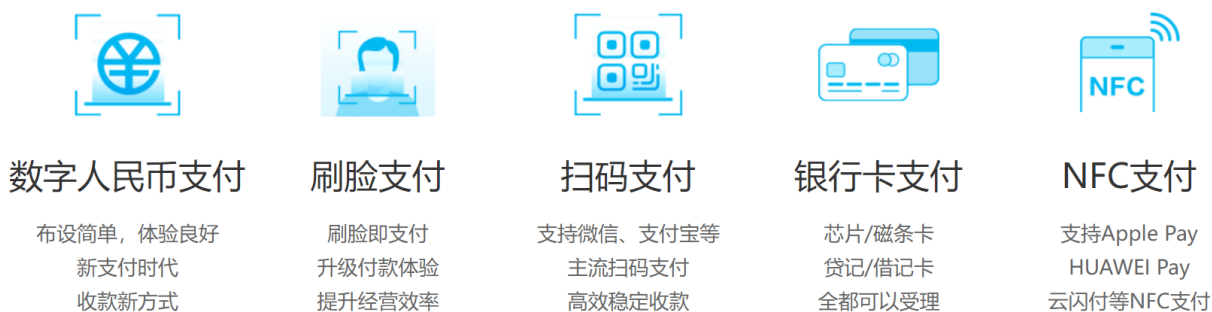 NFC
数字人民币支付
布设简单，体验良好
新支付时代
收款新方式
刷脸支付
刷脸即支付
升级付款体验
提升经营效率
扫码支付
支持微信、支付宝等
主流扫码支付
高效稳定收款
银行卡支付
芯片/磁条卡
贷记/借记卡
全都可以受理
NFC支付
支持Apple Pay
HUAWEI Pay
云闪付等NFC支付